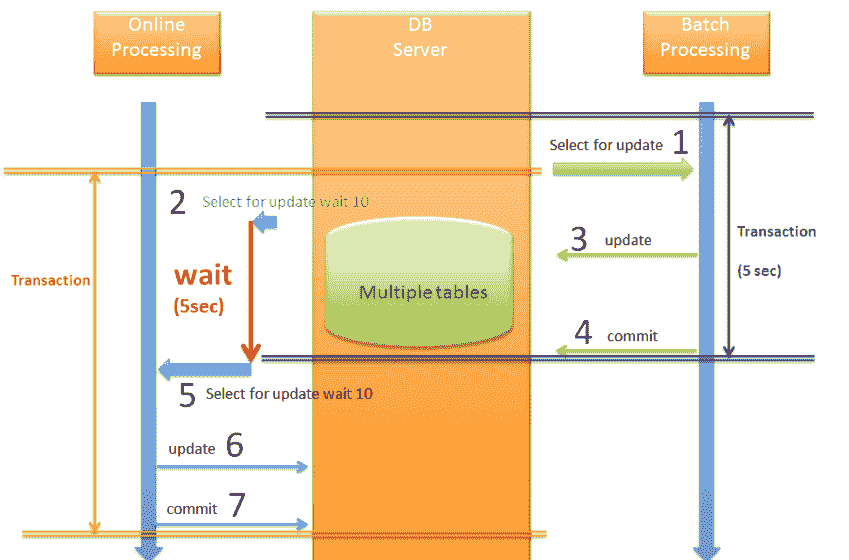 Online
Processing
DB
Server
Batch
Processing
Select for update 1
2 Select for update wait 10
3 update
Transaction
(5 sec)
wait
(5sec)
Transaction
Multiple tables
4 commit
5 Select for update wait 10
update 6
commit 7